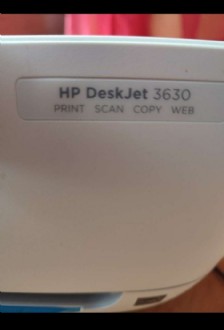 HP DeskJet 3630
PRINT SCAN COPY WEB